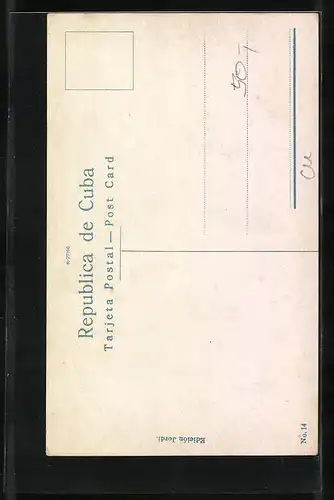 Republica de Cuba
Tarjeta Postal — Post Card
Edición Jordi.
No. 14